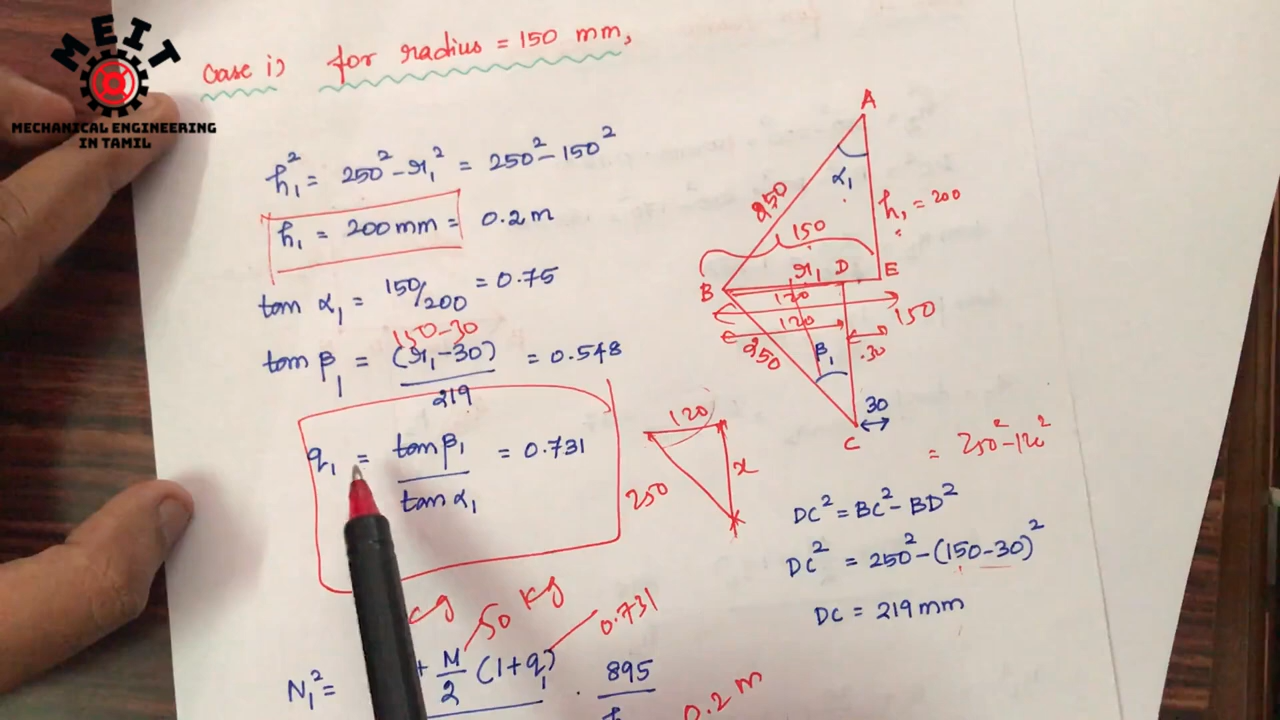 MEIT
MECHANICAL ENGINEERING
IN TAMIL
Case i) for radius = 150 mm,
h₁² = 250² - r₁² = 250² - 150²
h₁ = 200 mm = 0.2 m
tan α₁ = 150/200 = 0.75
150-30
tan β₁ = (r₁-30)/219 = 0.548
q₁ = tan β₁/tan α₁ = 0.731
kg
50 kg
0.731
N₁² = + M/2 (1+q₁) . 895
0.2 m
A
α₁
250
h₁ = 200
150
B
r₁
D
E
120
120
150
250
β₁
30
30
C
120
250
x
= 250² - 120²
DC² = BC² - BD²
DC² = 250² - (150-30)²
DC = 219 mm